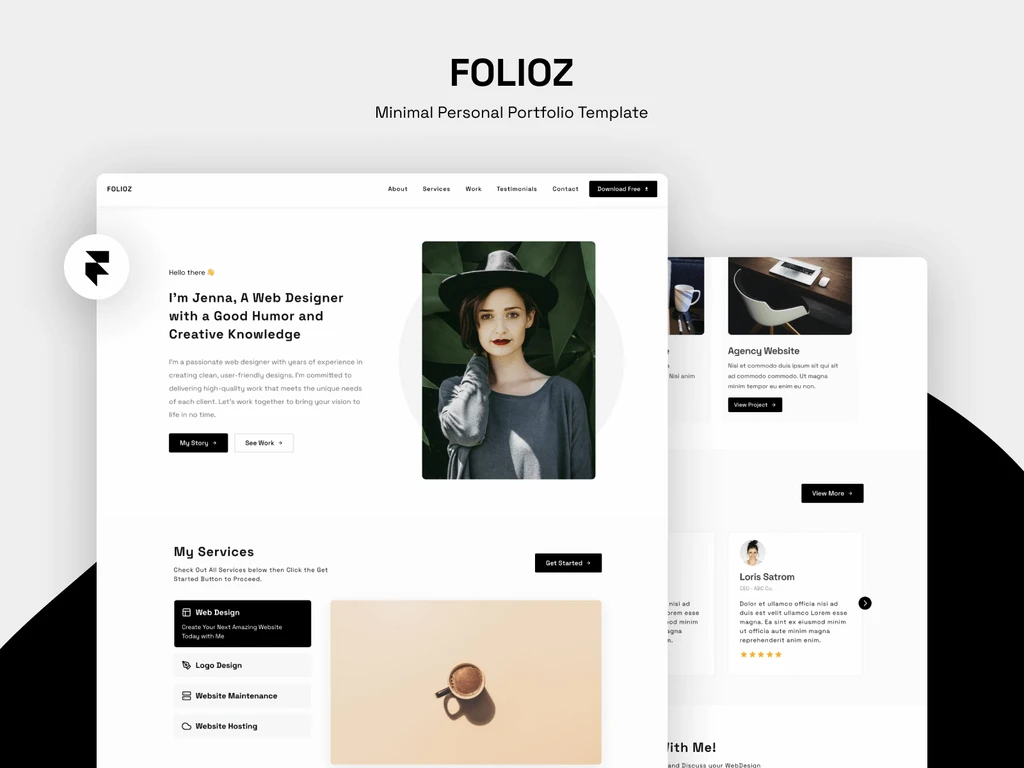 FOLIOZ
Minimal Personal Portfolio Template
FOLIOZ
About
Services
Work
Testimonials
Contact
Download Free
Hello there 👋
I'm Jenna, A Web Designer
with a Good Humor and
Creative Knowledge
I'm a passionate web designer with years of experience in
creating clean, user-friendly designs. I'm committed to
delivering high-quality work that meets the unique needs
of each client. Let's work together to bring your vision to
life in no time.
My Story →
See Work →
My Services
Check Out All Services below then Click the Get
Started Button to Proceed.
Get Started →
Web Design
Create Your Next Amazing Website
Today with Me
Logo Design
Website Maintenance
Website Hosting
Nisi anim
Agency Website
Nisi et commodo duis ipsum sit qui sit
ad commodo commodo. Ut magna
minim tempor eu enim eu non.
View Project →
View More →
nisi ad
orem esse
minim
agna
m.
Loris Satrom
CEO - ABC Co.
Dolor et ullamco officia nisi ad
duis est velit ullamco Lorem esse
magna. Ea sint ex eiusmod minim
ut officia aute minim magna
reprehenderit anim enim.
With Me!
and Discuss your WebDesign